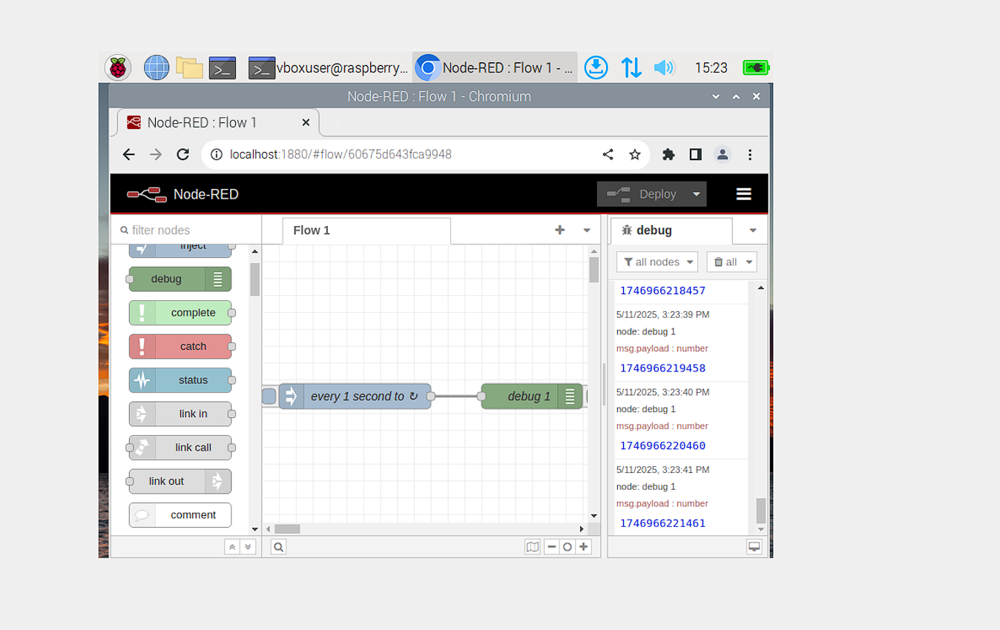 vboxuser@raspberry...
Node-RED : Flow 1 - ...
15:23
Node-RED : Flow 1 - Chromium
Node-RED : Flow 1
localhost:1880/#flow/60675d643fca9948
Node-RED
Deploy
filter nodes
inject
debug
complete
catch
status
link in
link call
link out
comment
Flow 1
every 1 second to ↻
debug 1
debug
all nodes
all
1746966218457
5/11/2025, 3:23:39 PM
node: debug 1
msg.payload : number
1746966219458
5/11/2025, 3:23:40 PM
node: debug 1
msg.payload : number
1746966220460
5/11/2025, 3:23:41 PM
node: debug 1
msg.payload : number
1746966221461